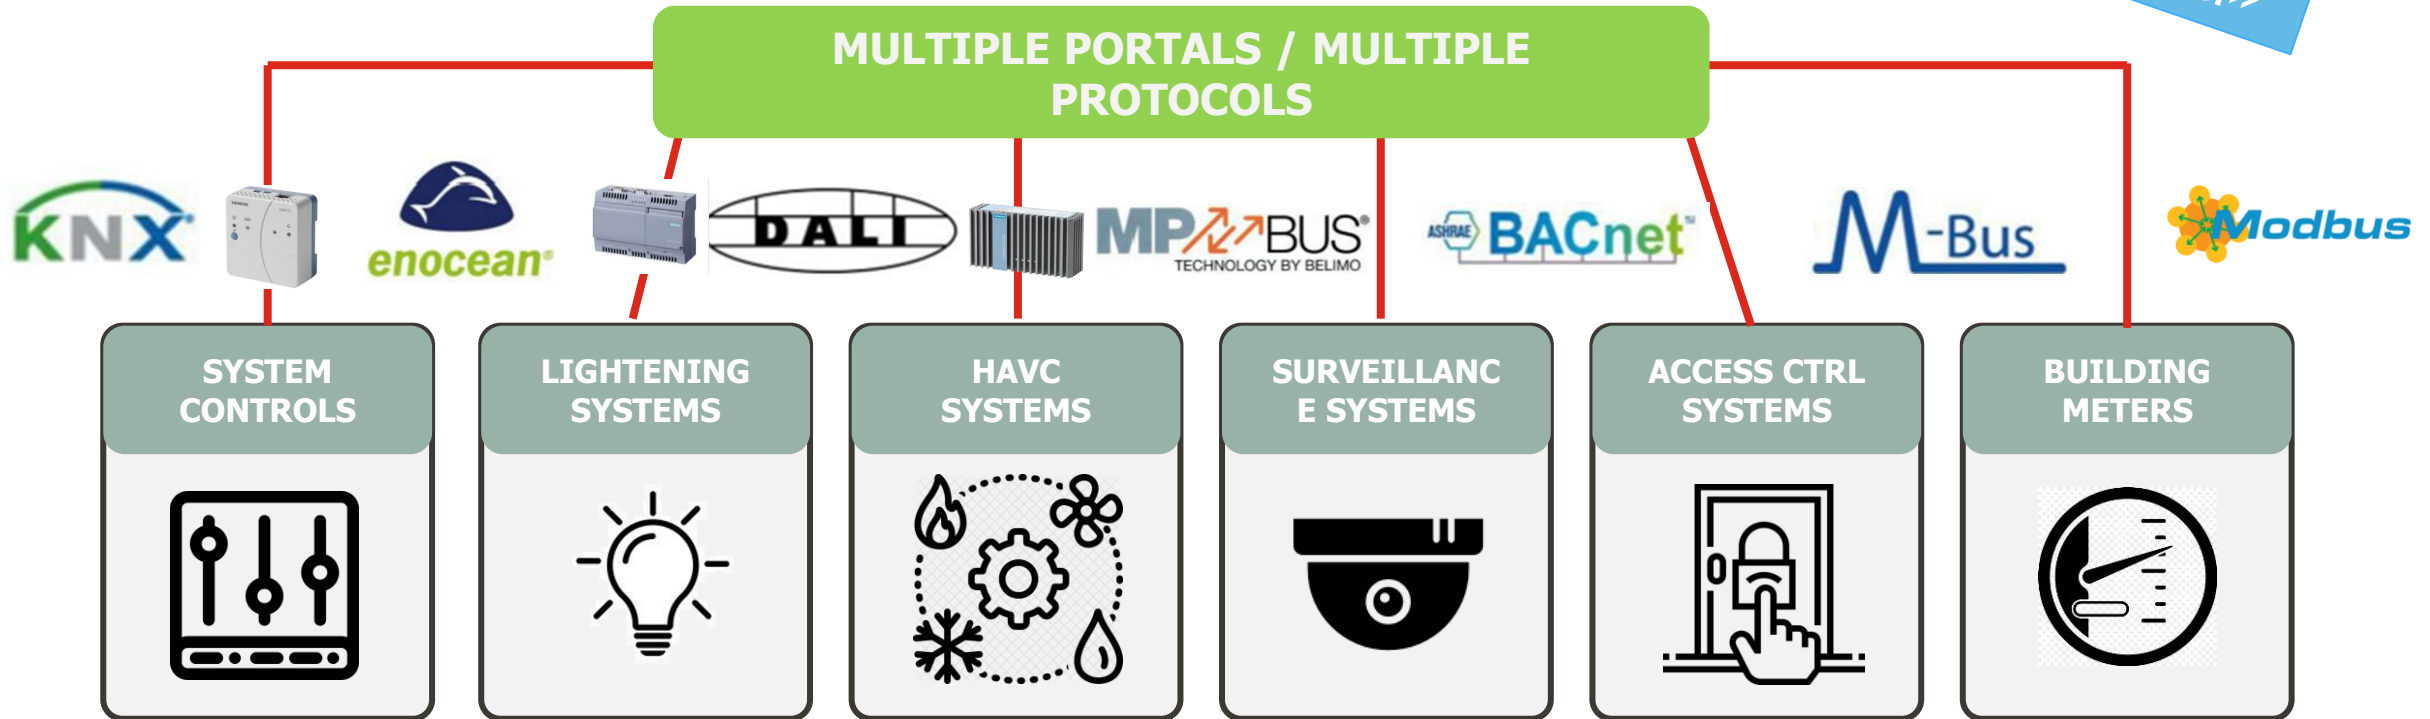 MULTIPLE PORTALS / MULTIPLE
PROTOCOLS
KNX®
enocean®
DALI
MP BUS®
TECHNOLOGY BY BELIMO
ASHRAE BACnet™
M-Bus
Modbus
SYSTEM
CONTROLS
LIGHTENING
SYSTEMS
HAVC
SYSTEMS
SURVEILLANC
E SYSTEMS
ACCESS CTRL
SYSTEMS
BUILDING
METERS